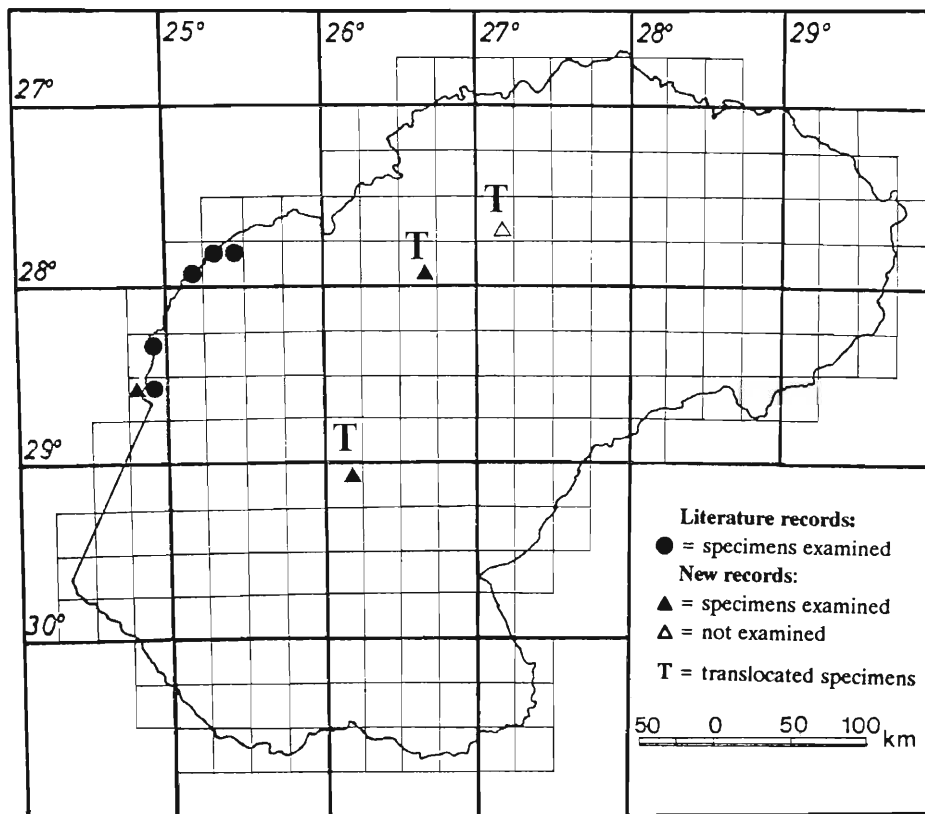 25° 26° 27° 28° 29°
27°
T
T
28°
T
29°
Literature records:
● = specimens examined
New records:
▲ = specimens examined
△ = not examined
30°
T = translocated specimens
50 0 50 100 km